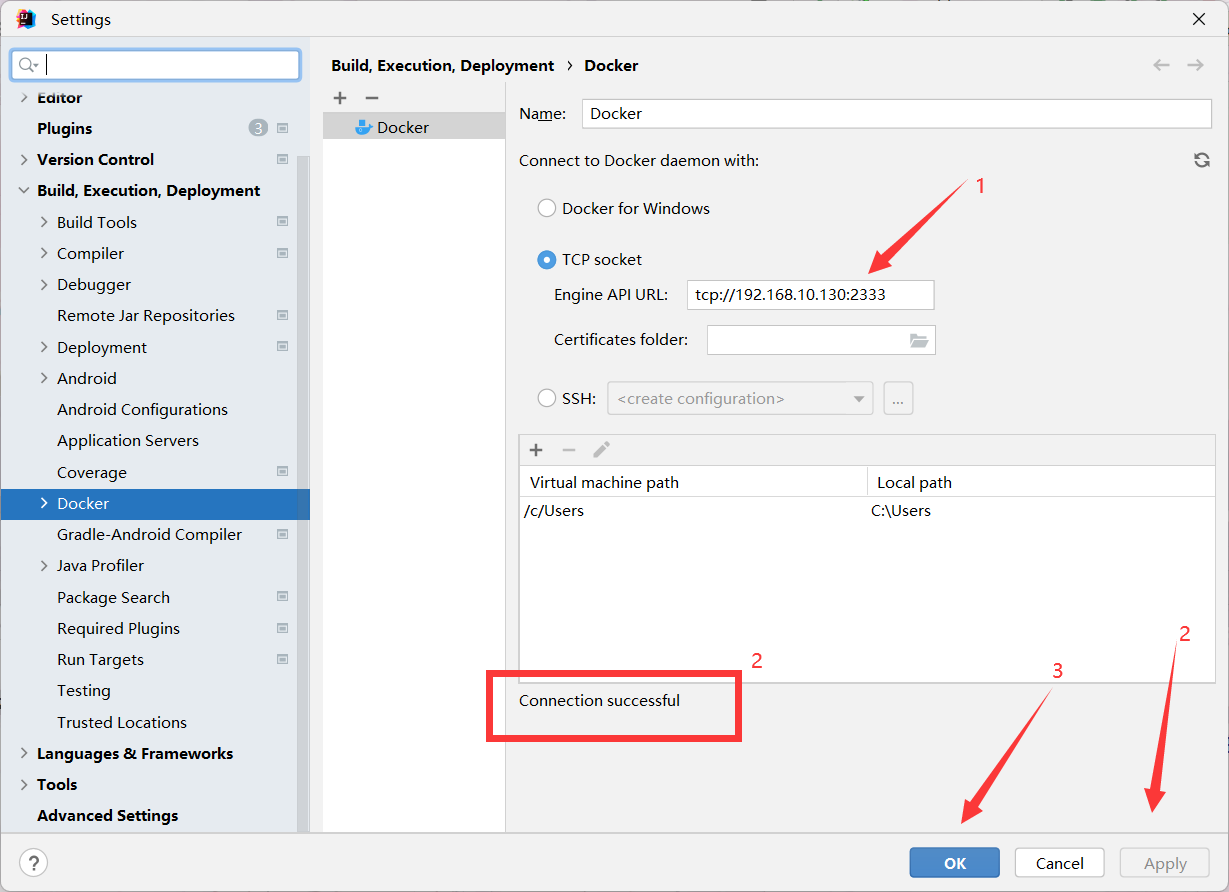 Settings
Editor
Plugins 3
Version Control
Build, Execution, Deployment
Build Tools
Compiler
Debugger
Remote Jar Repositories
Deployment
Android
Android Configurations
Application Servers
Coverage
Docker
Gradle-Android Compiler
Java Profiler
Package Search
Required Plugins
Run Targets
Testing
Trusted Locations
Languages & Frameworks
Tools
Advanced Settings
?
Build, Execution, Deployment › Docker
Docker
Name: Docker
Connect to Docker daemon with:
1
Docker for Windows
TCP socket
Engine API URL: tcp://192.168.10.130:2333
Certificates folder:
SSH: <create configuration> ...
Virtual machine path Local path
/c/Users C:\Users
2
2
3
Connection successful
OK Cancel Apply